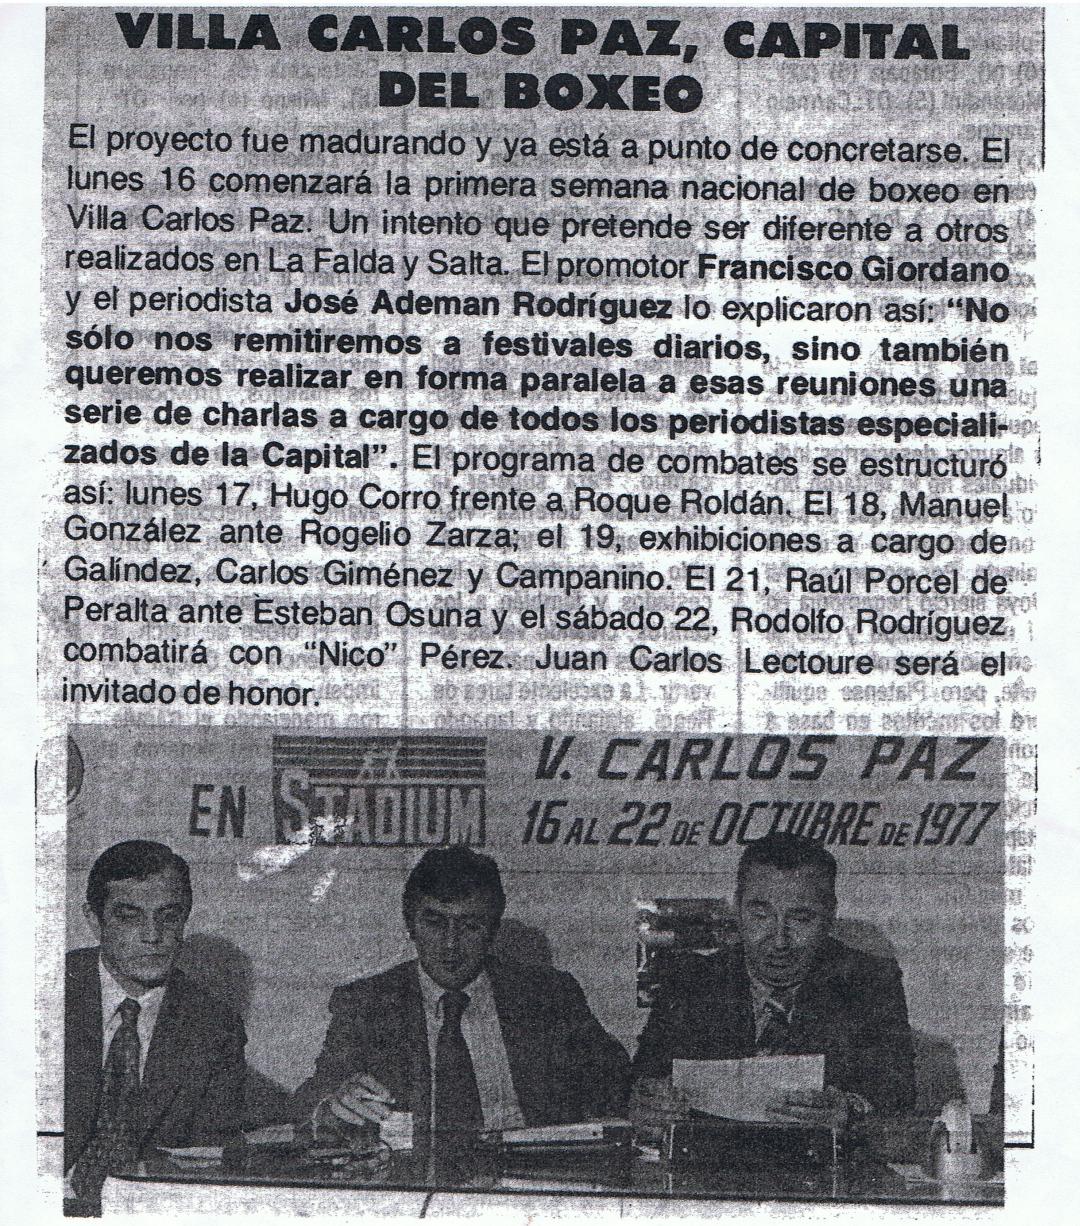 VILLA CARLOS PAZ, CAPITAL
DEL BOXEO
El proyecto fue madurando y ya está a punto de concretarse. El
lunes 16 comenzará la primera semana nacional de boxeo en
Villa Carlos Paz. Un intento que pretende ser diferente a otros
realizados en La Falda y Salta. El promotor Francisco Giordano
y el periodista José Ademan Rodríguez lo explicaron así: "No
sólo nos remitiremos a festivales diarios, sino también
queremos realizar en forma paralela a esas reuniones una
serie de charlas a cargo de todos los periodistas especiali-
zados de la Capital". El programa de combates se estructuró
así: lunes 17, Hugo Corro frente a Roque Roldán. El 18, Manuel
González ante Rogelio Zarza; el 19, exhibiciones a cargo de
Galíndez, Carlos Giménez y Campanino. El 21, Raúl Porcel de
Peralta ante Esteban Osuna y el sábado 22, Rodolfo Rodríguez
combatirá con "Nico" Pérez. Juan Carlos Lectoure será el
invitado de honor.
V. CARLOS PAZ
EN STADIUM
16 AL 22 DE OCTUBRE DE 1977